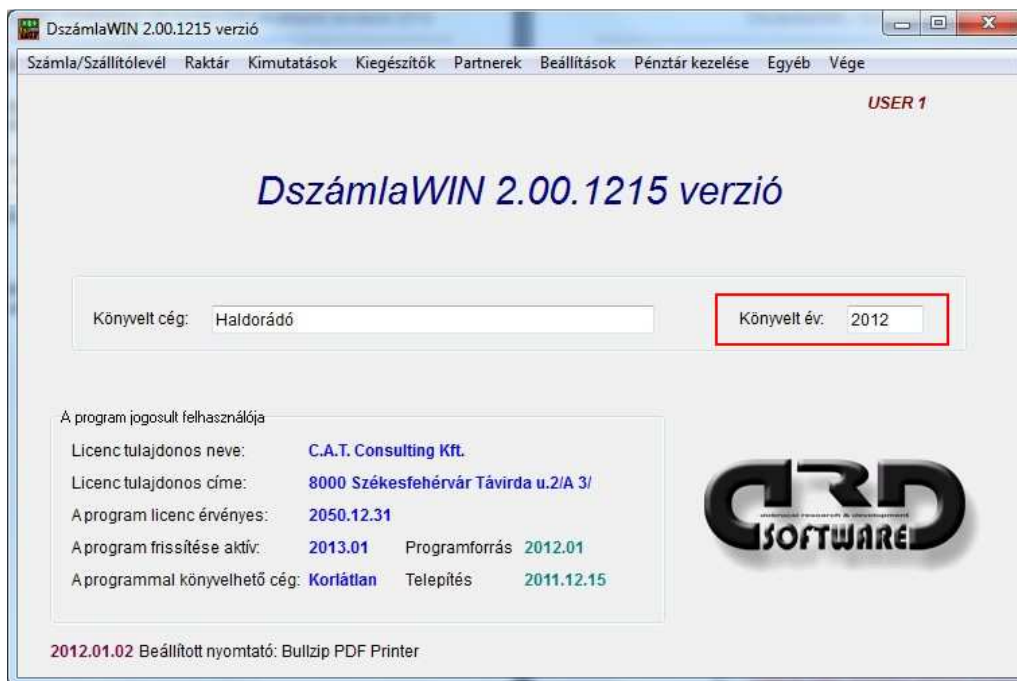 DszámlaWIN 2.00.1215 verzió
Számla/Szállítólevél Raktár Kimutatások Kiegészítők Partnerek Beállítások Pénztár kezelése Egyéb Vége
USER 1
DszámlaWIN 2.00.1215 verzió
Könyvelt cég: Haldorádó Könyvelt év: 2012
A program jogosult felhasználója
Licenc tulajdonos neve: C.A.T. Consulting Kft.
Licenc tulajdonos címe: 8000 Székesfehérvár Távirda u.2/A 3/
A program licenc érvényes: 2050.12.31
A program frissítése aktív: 2013.01 Programforrás 2012.01
A programmal könyvelhető cég: Korlátlan Telepítés 2011.12.15
DRD
SOFTWARE
2012.01.02 Beállított nyomtató: Bullzip PDF Printer